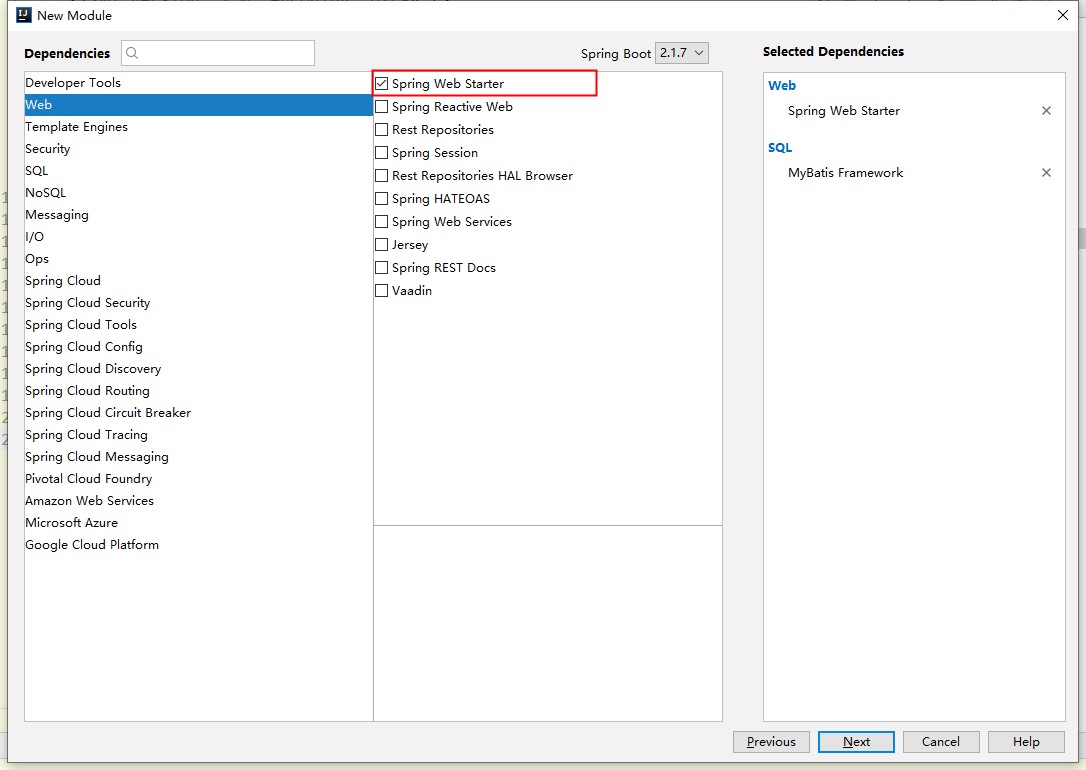 New Module
Dependencies
Spring Boot 2.1.7
Selected Dependencies
Developer Tools
Web
Template Engines
Security
SQL
NoSQL
Messaging
I/O
Ops
Spring Cloud
Spring Cloud Security
Spring Cloud Tools
Spring Cloud Config
Spring Cloud Discovery
Spring Cloud Routing
Spring Cloud Circuit Breaker
Spring Cloud Tracing
Spring Cloud Messaging
Pivotal Cloud Foundry
Amazon Web Services
Microsoft Azure
Google Cloud Platform
Spring Web Starter
Spring Reactive Web
Rest Repositories
Spring Session
Rest Repositories HAL Browser
Spring HATEOAS
Spring Web Services
Jersey
Spring REST Docs
Vaadin
Web
Spring Web Starter
SQL
MyBatis Framework
Previous
Next
Cancel
Help